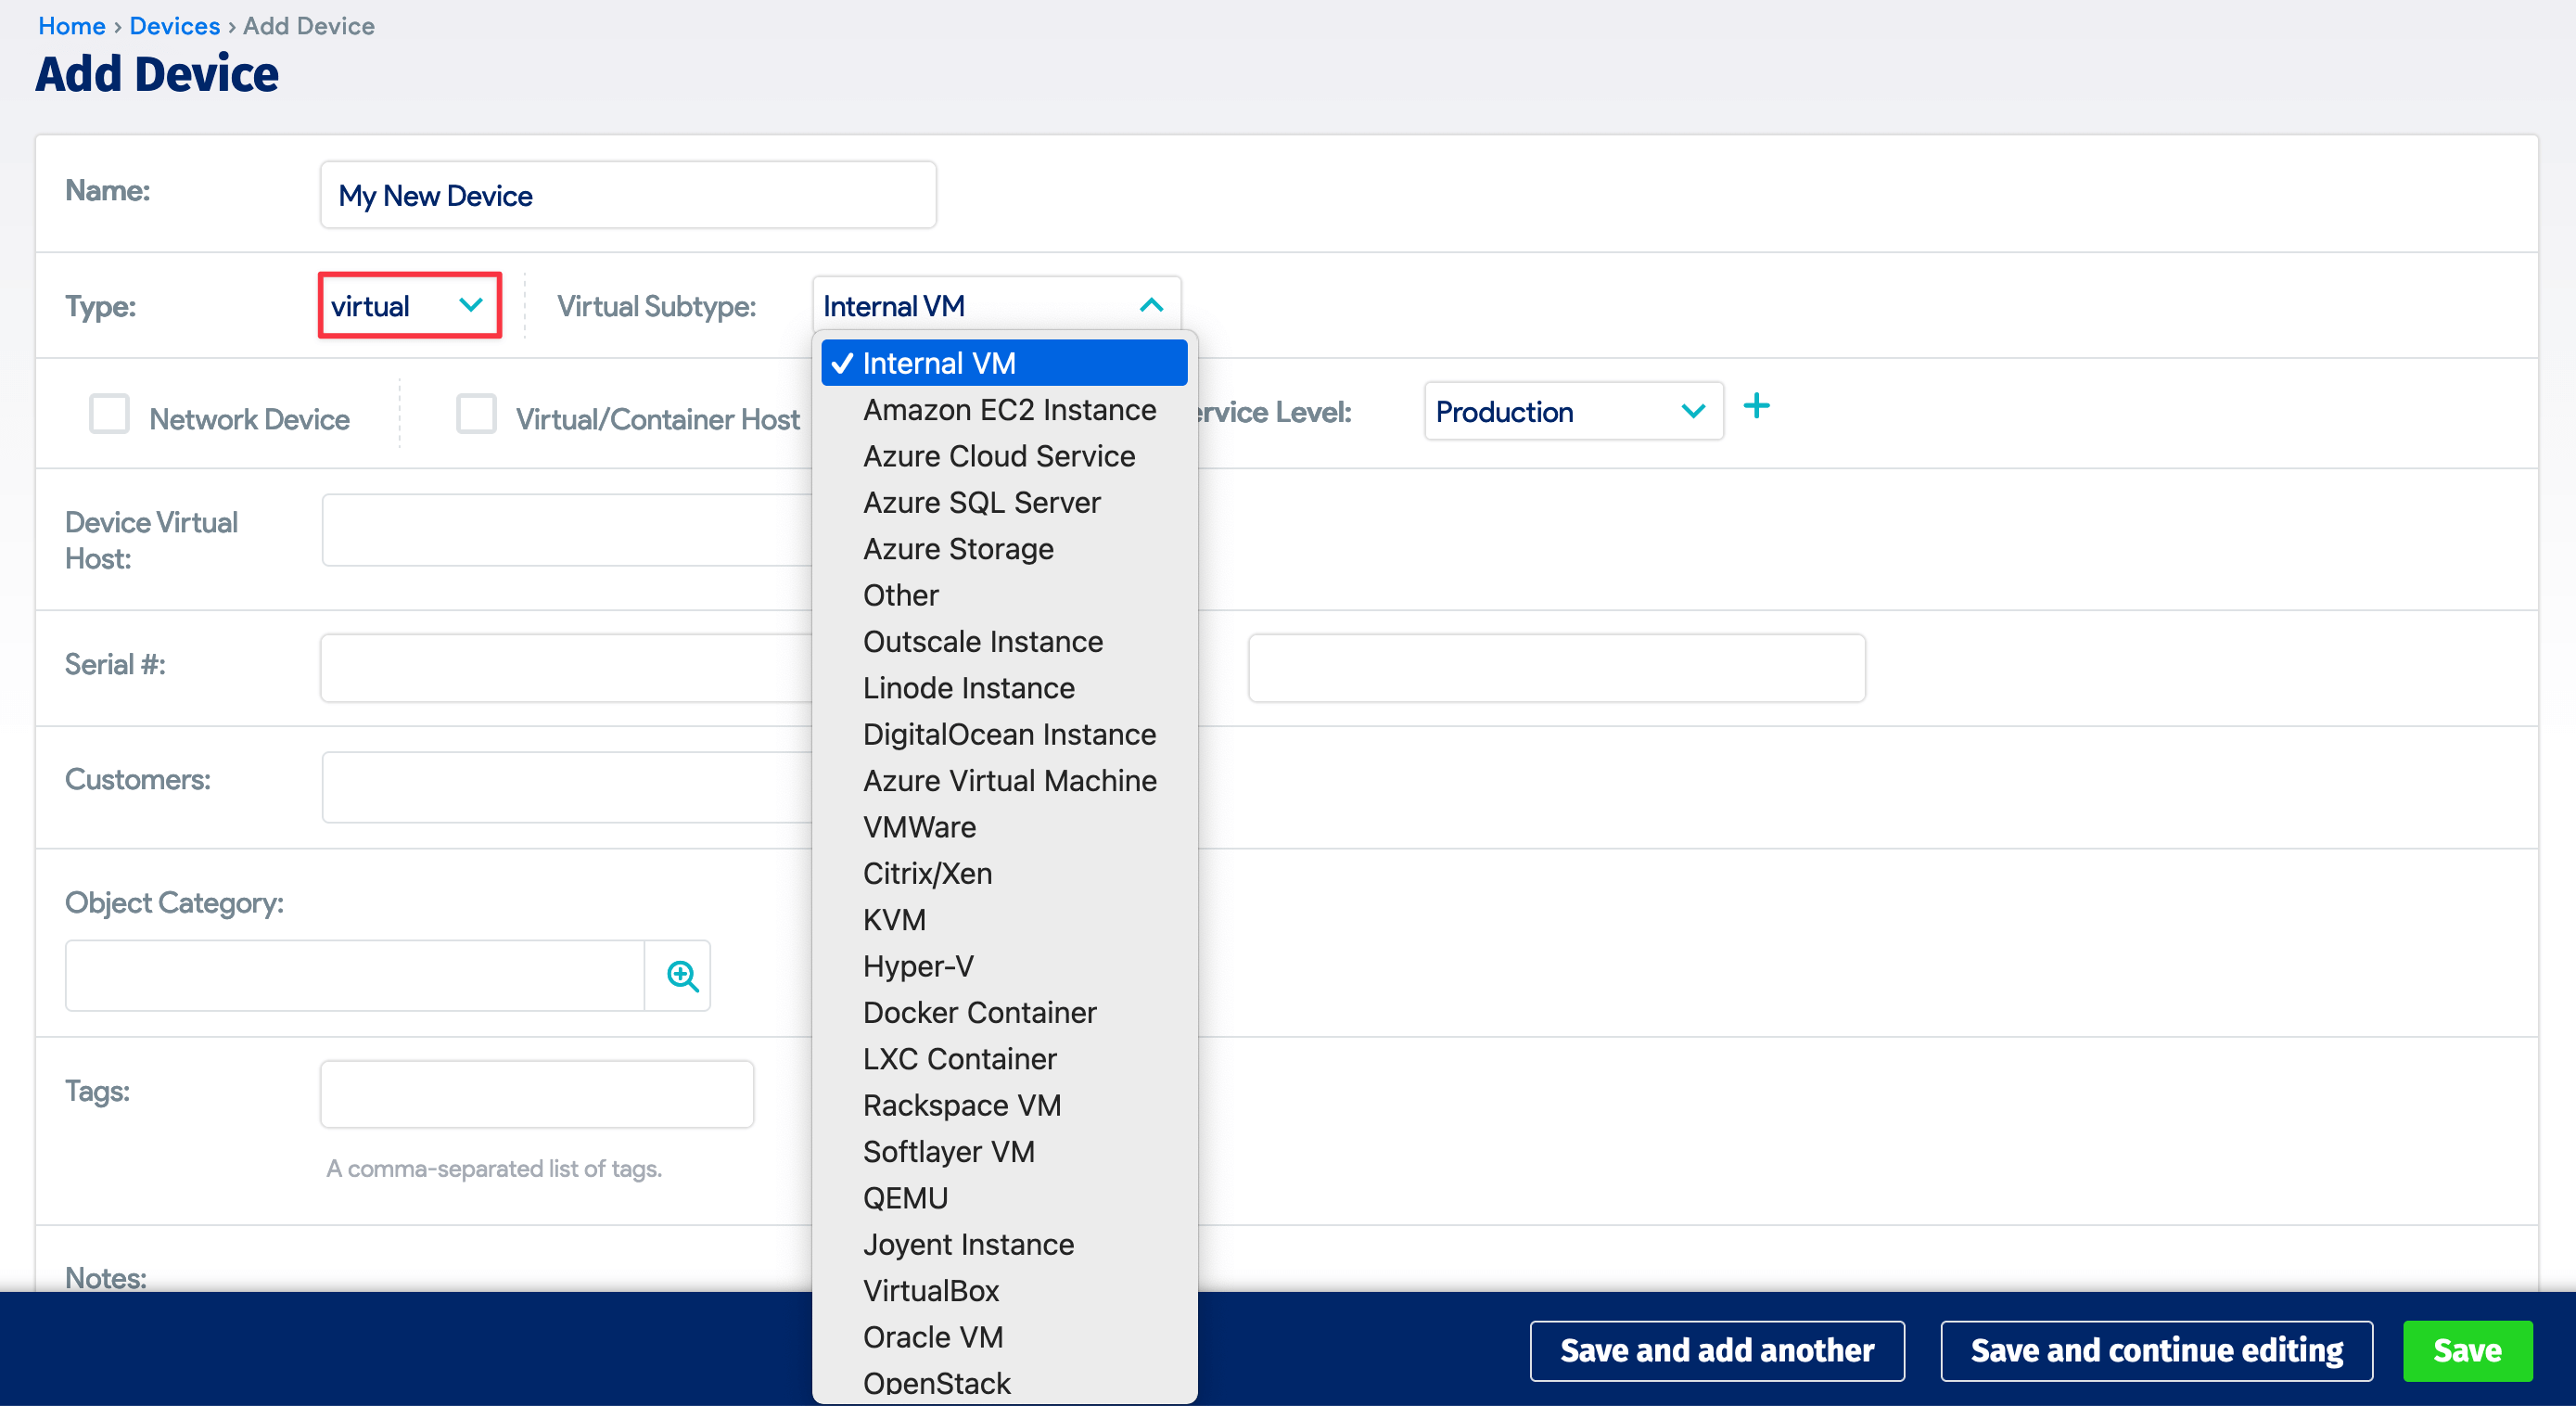 Home › Devices › Add Device
Add Device
Name: My New Device
Type: virtual Virtual Subtype: Internal VM
Internal VM
Network Device Virtual/Container Host ervice Level: Production
Amazon EC2 Instance
Azure Cloud Service
Azure SQL Server
Azure Storage
Other
Outscale Instance
Linode Instance
DigitalOcean Instance
Azure Virtual Machine
VMWare
Citrix/Xen
KVM
Hyper-V
Docker Container
LXC Container
Rackspace VM
Softlayer VM
QEMU
Joyent Instance
VirtualBox
Oracle VM
OpenStack
Device Virtual
Host:
Serial #:
Customers:
Object Category:
Tags:
A comma-separated list of tags.
Notes:
Save and add another Save and continue editing Save